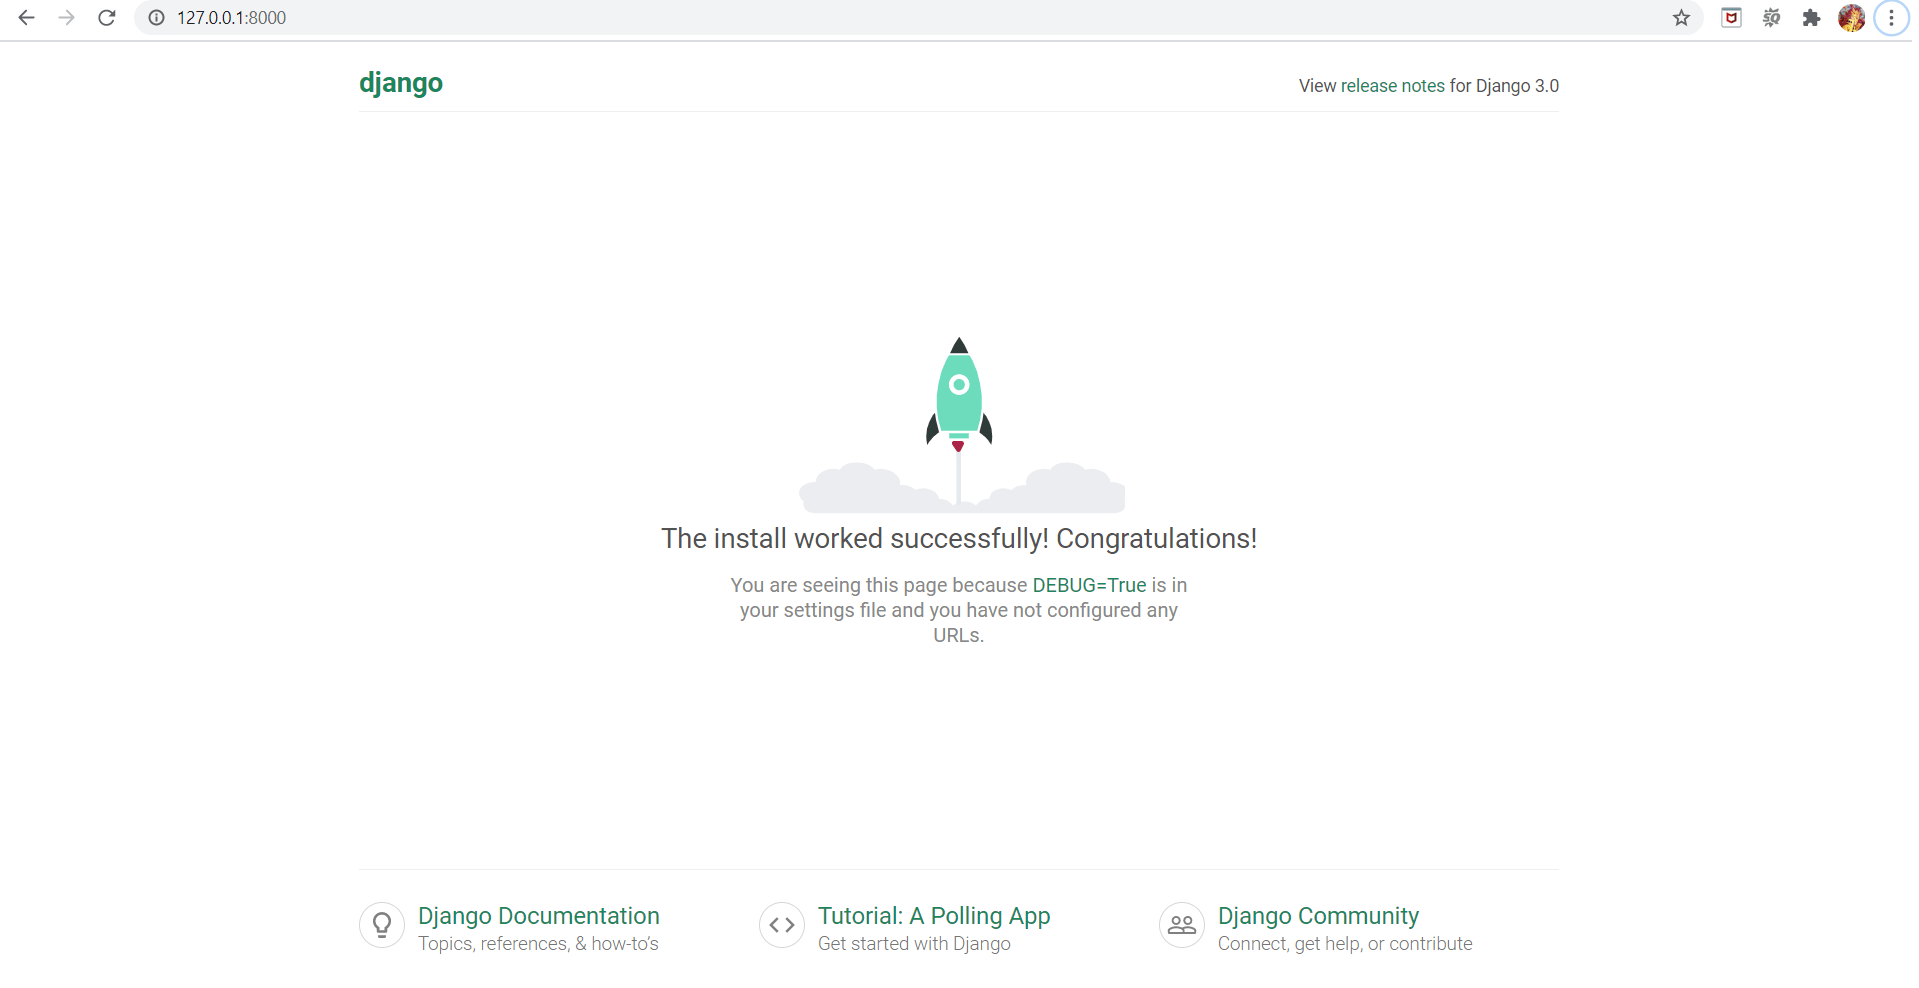 127.0.0.1:8000
django
View release notes for Django 3.0
The install worked successfully! Congratulations!
You are seeing this page because DEBUG=True is in
your settings file and you have not configured any
URLs.
Django Documentation
Topics, references, & how-to’s
Tutorial: A Polling App
Get started with Django
Django Community
Connect, get help, or contribute